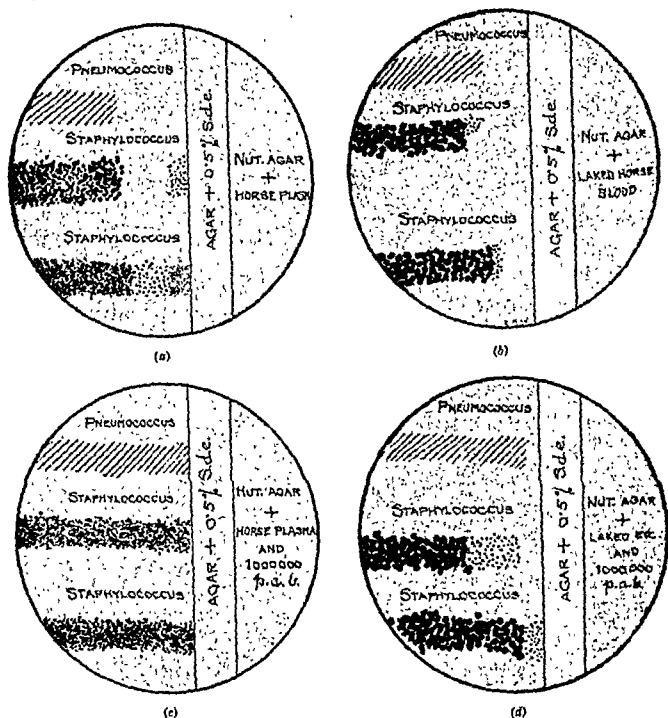 PNEUMOCOCCUS
STAPHYLOCOCCUS
STAPHYLOCOCCUS
AGAR + 0·5% S.d.e.
NUT. AGAR
+
HORSE PLASM
(a)
PNEUMOCOCCUS
STAPHYLOCOCCUS
STAPHYLOCOCCUS
AGAR + 0·5% S.d.e.
NUT. AGAR
+
LAKED HORSE
BLOOD
(b)
PNEUMOCOCCUS
STAPHYLOCOCCUS
STAPHYLOCOCCUS
AGAR + 0·5% S.d.e.
NUT. AGAR
+
HORSE PLASMA
AND
1000000
p.a.b.
(c)
PNEUMOCOCCUS
STAPHYLOCOCCUS
STAPHYLOCOCCUS
AGAR + 0·5% S.d.e.
NUT. AGAR
+
LAKED
AND
1000000
p.a.b.
(d)